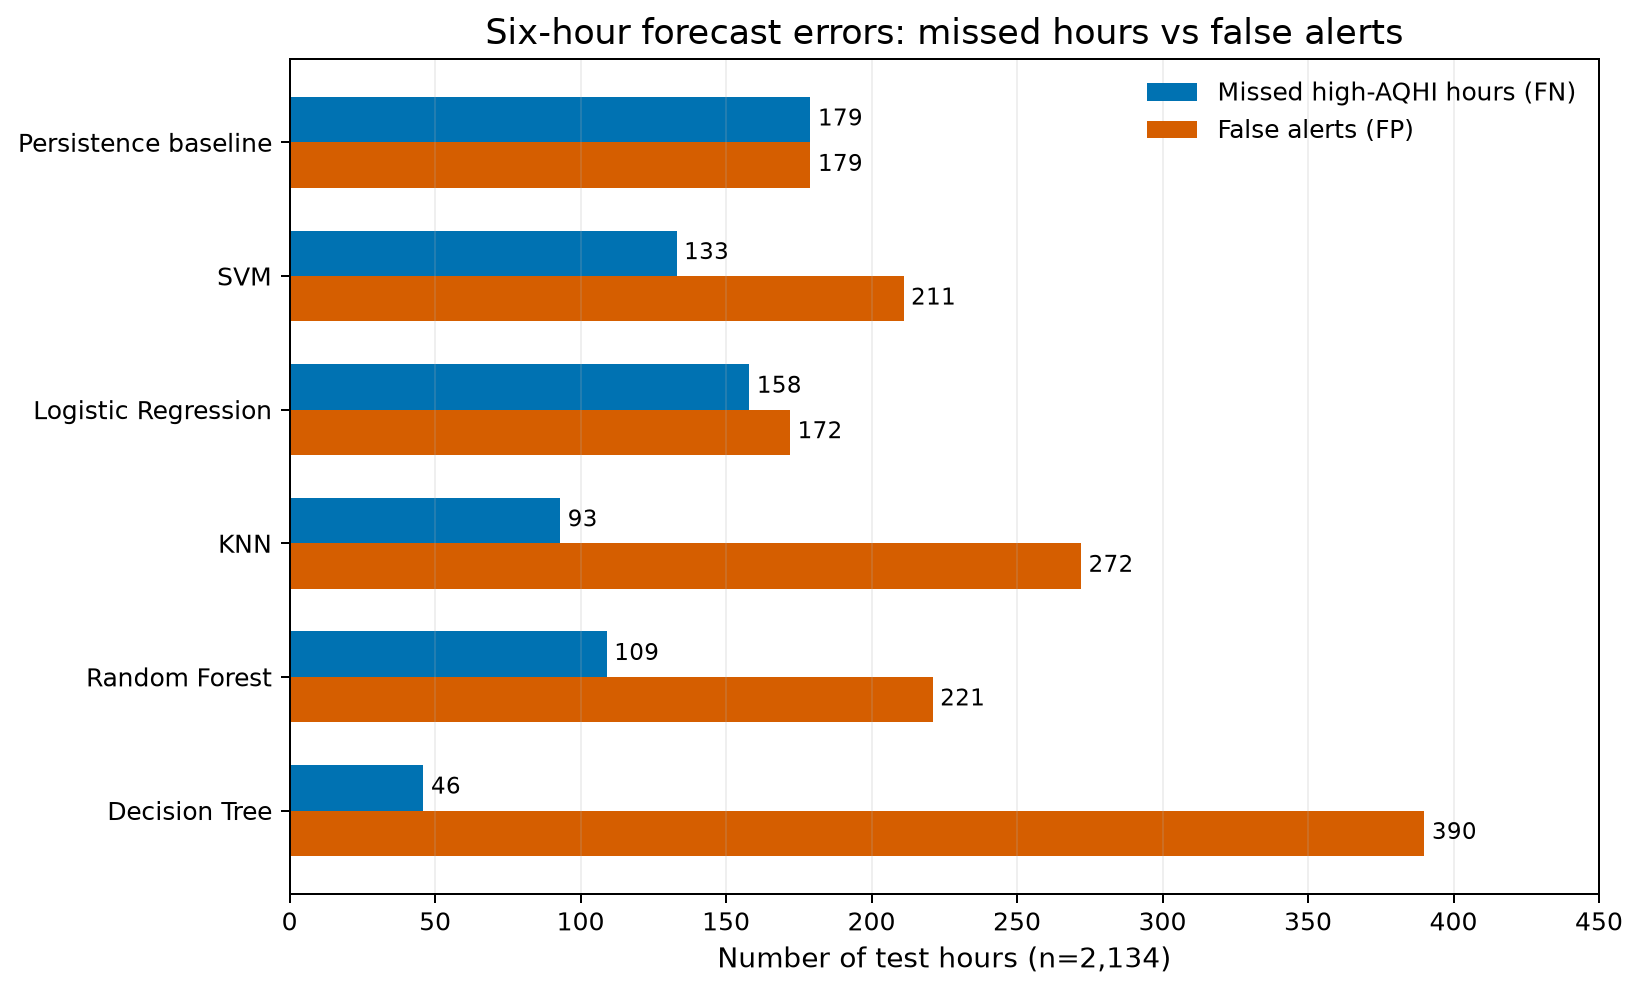 Six-hour forecast errors: missed hours vs false alerts
Missed high-AQHI hours (FN)
False alerts (FP)
Persistence baseline
179
179
SVM
133
211
Logistic Regression
158
172
KNN
93
272
Random Forest
109
221
Decision Tree
46
390
0 50 100 150 200 250 300 350 400 450
Number of test hours (n=2,134)